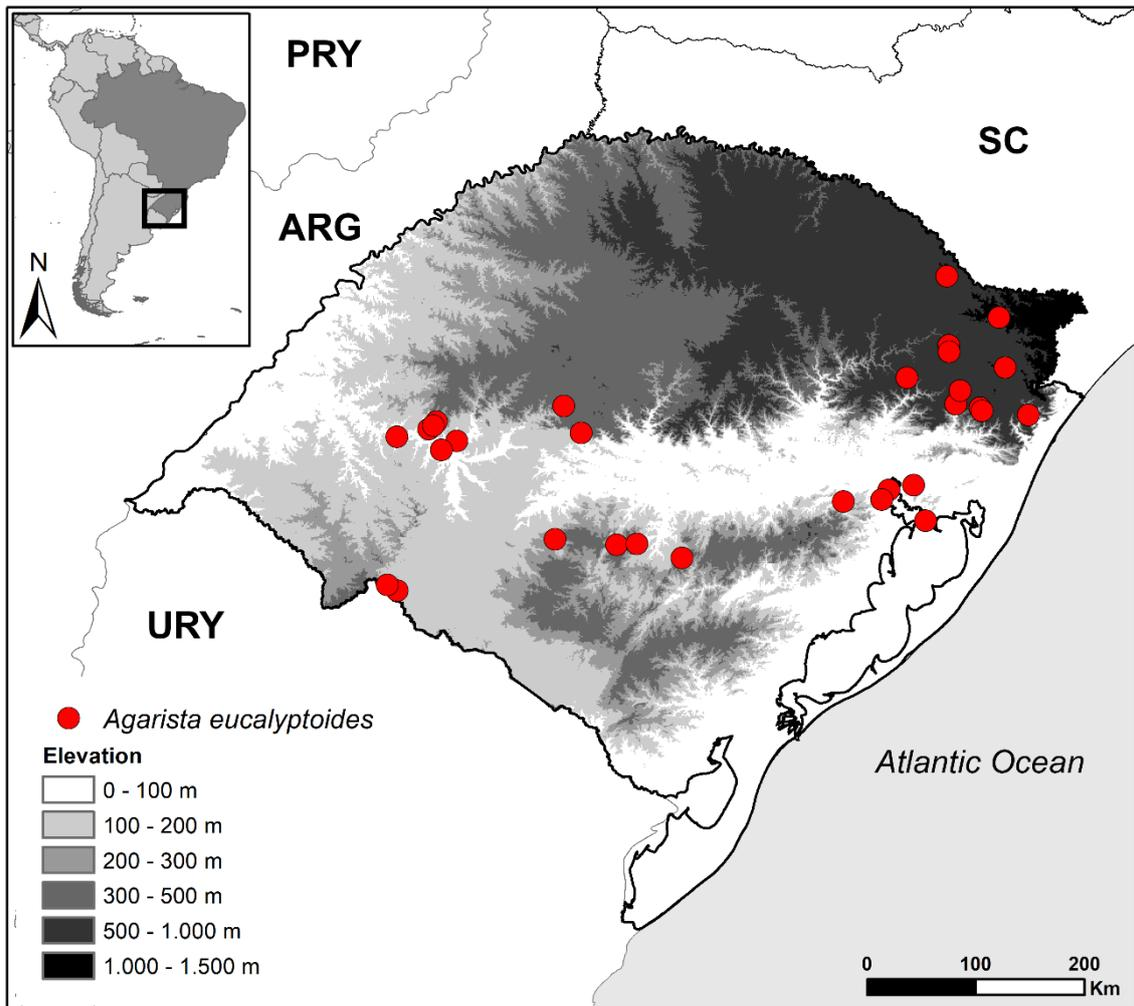 PRY
SC
ARG
N
URY
Agarista eucalyptoides
Elevation
0 - 100 m
100 - 200 m
200 - 300 m
300 - 500 m
500 - 1.000 m
1.000 - 1.500 m
Atlantic Ocean
0 100 200
Km